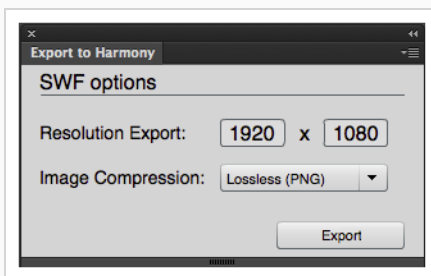 Export to Harmony
SWF options
Resolution Export: 1920 x 1080
Image Compression: Lossless (PNG)
Export